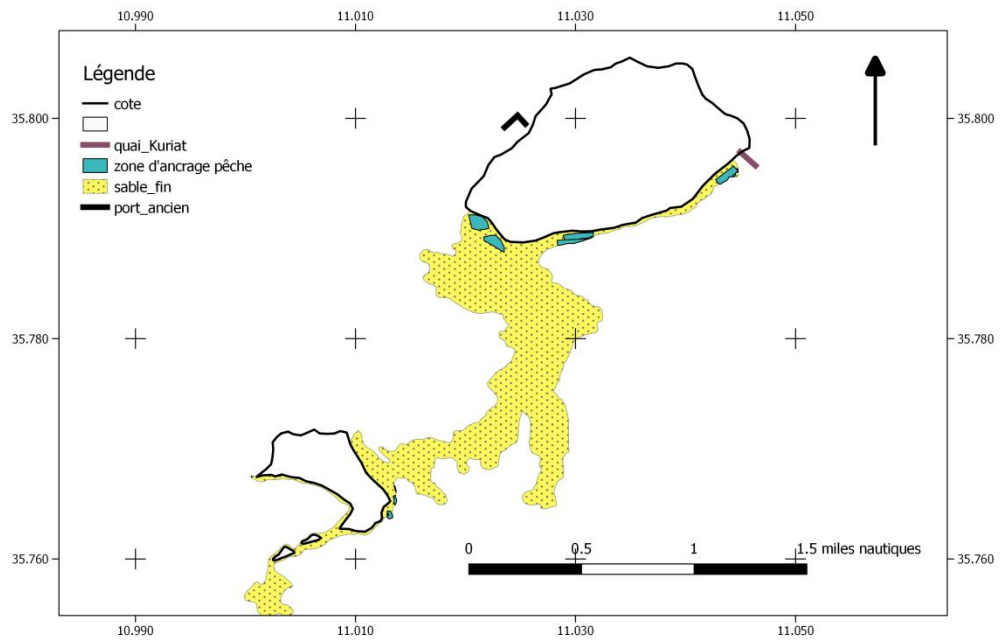 10.990 11.010 11.030 11.050
Légende
cote
35.800 35.800
quai_Kuriat
zone d'ancrage pêche
sable_fin
port_ancien
35.780 35.780
0 0.5 1 1.5 miles nautiques
35.760 35.760
10.990 11.010 11.030 11.050